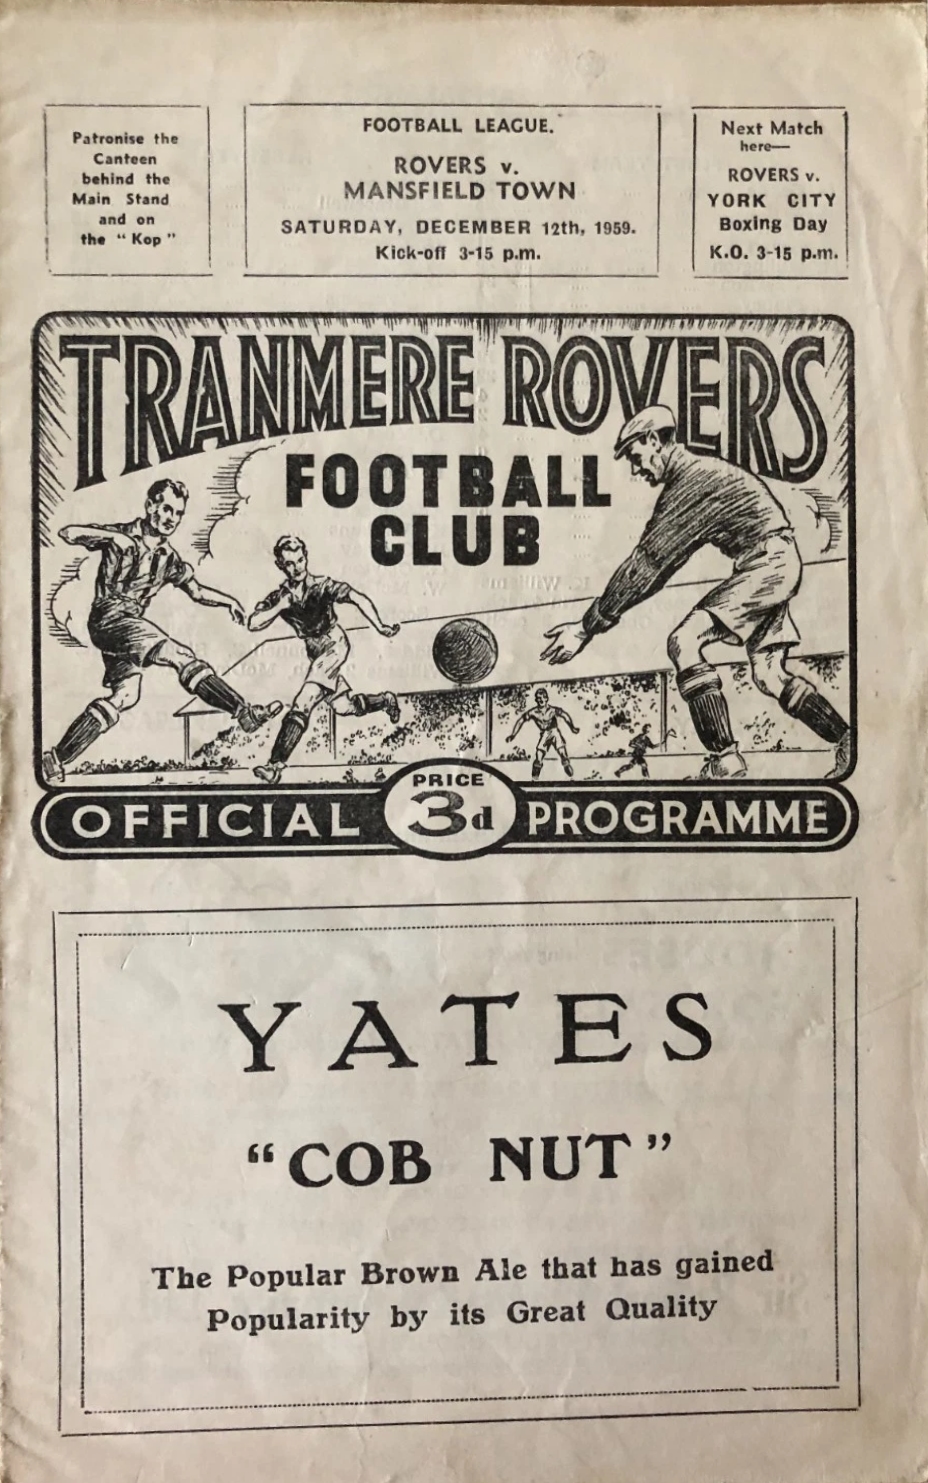 Patronise the
Canteen
behind the
Main Stand
and on
the "Kop"
FOOTBALL LEAGUE.
ROVERS v.
MANSFIELD TOWN
SATURDAY, DECEMBER 12th, 1959.
Kick-off 3-15 p.m.
Next Match
here—
ROVERS v.
YORK CITY
Boxing Day
K.O. 3-15 p.m.
TRANMERE ROVERS
FOOTBALL
CLUB
OFFICIAL PRICE 3d PROGRAMME
YATES
"COB NUT"
The Popular Brown Ale that has gained
Popularity by its Great Quality